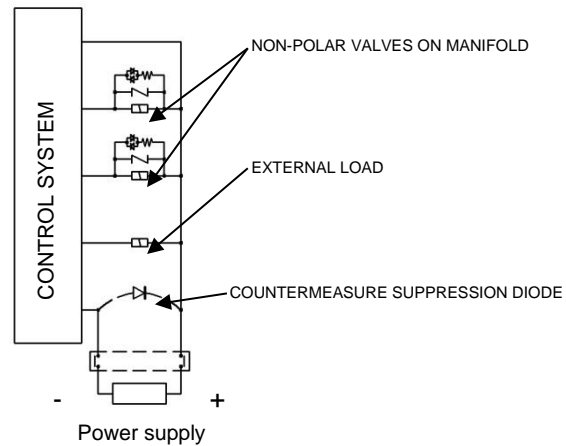 NON-POLAR VALVES ON MANIFOLD
CONTROL SYSTEM
EXTERNAL LOAD
COUNTERMEASURE SUPPRESSION DIODE
- +
Power supply